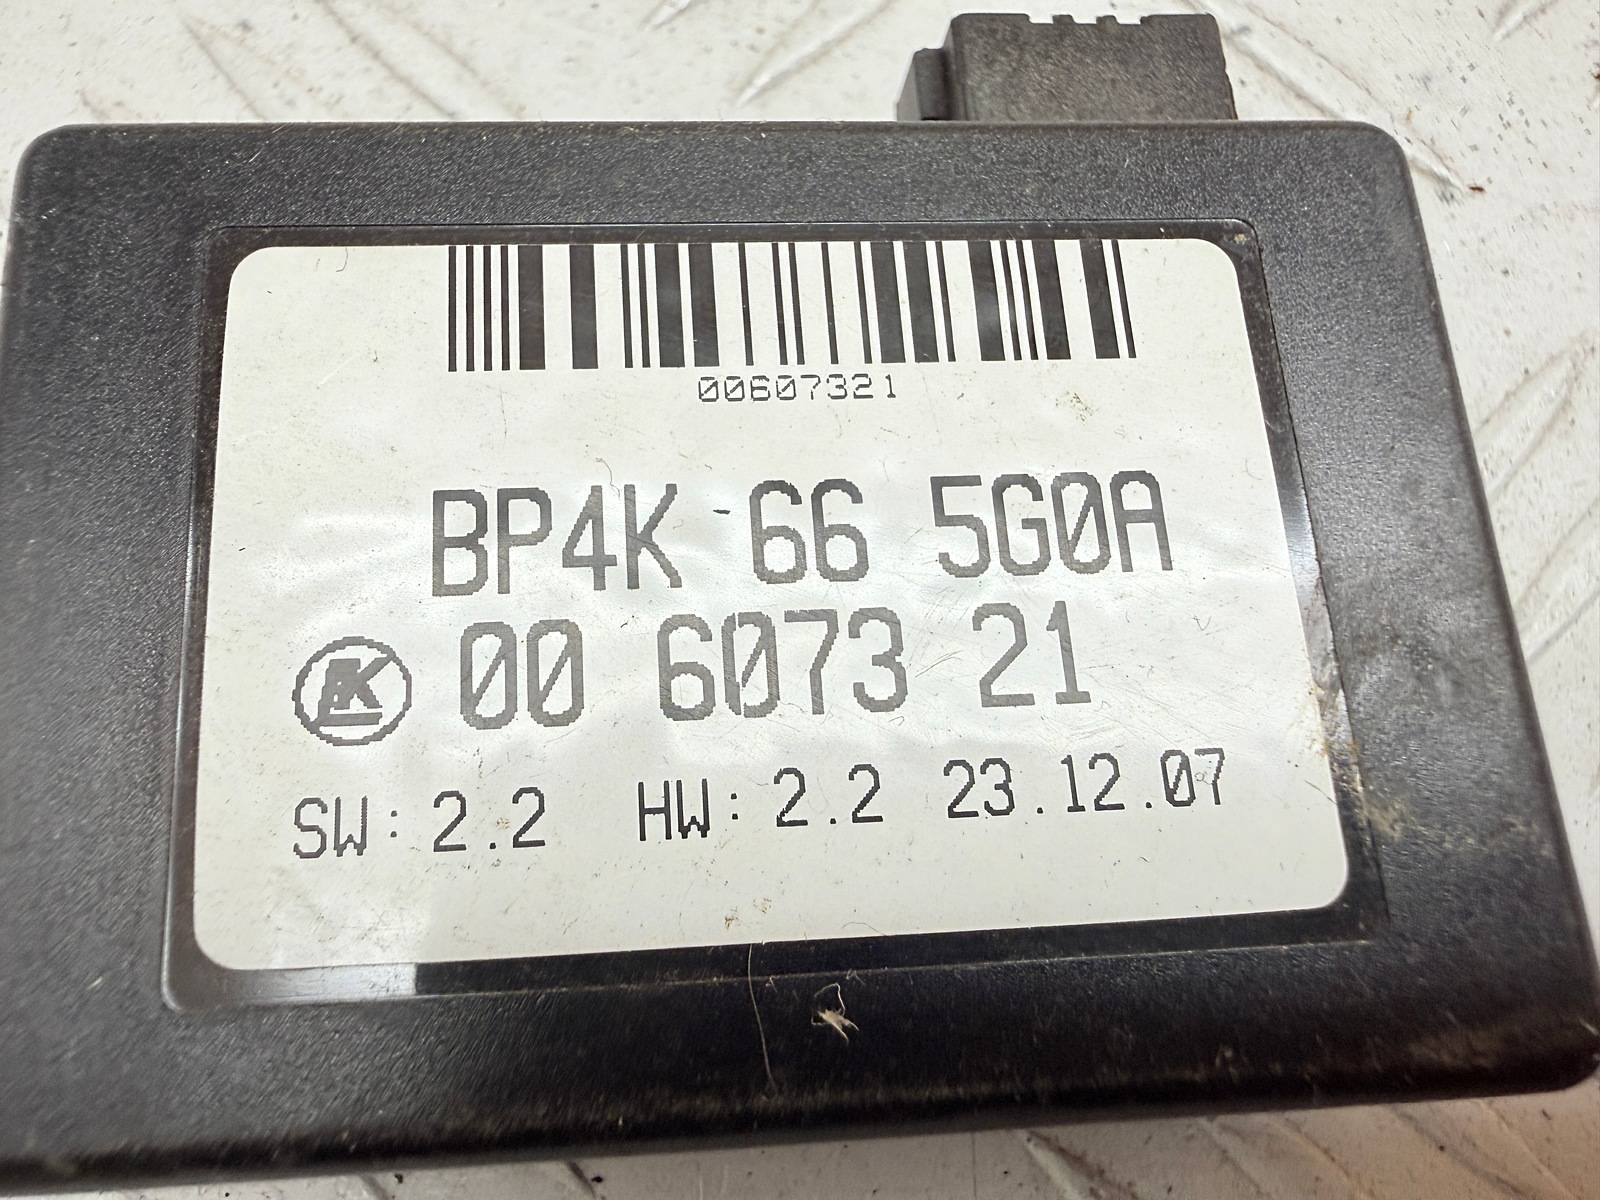 00607321
BP4K 66 5G0A
00 6073 21
SW: 2.2 HW: 2.2 23.12.07